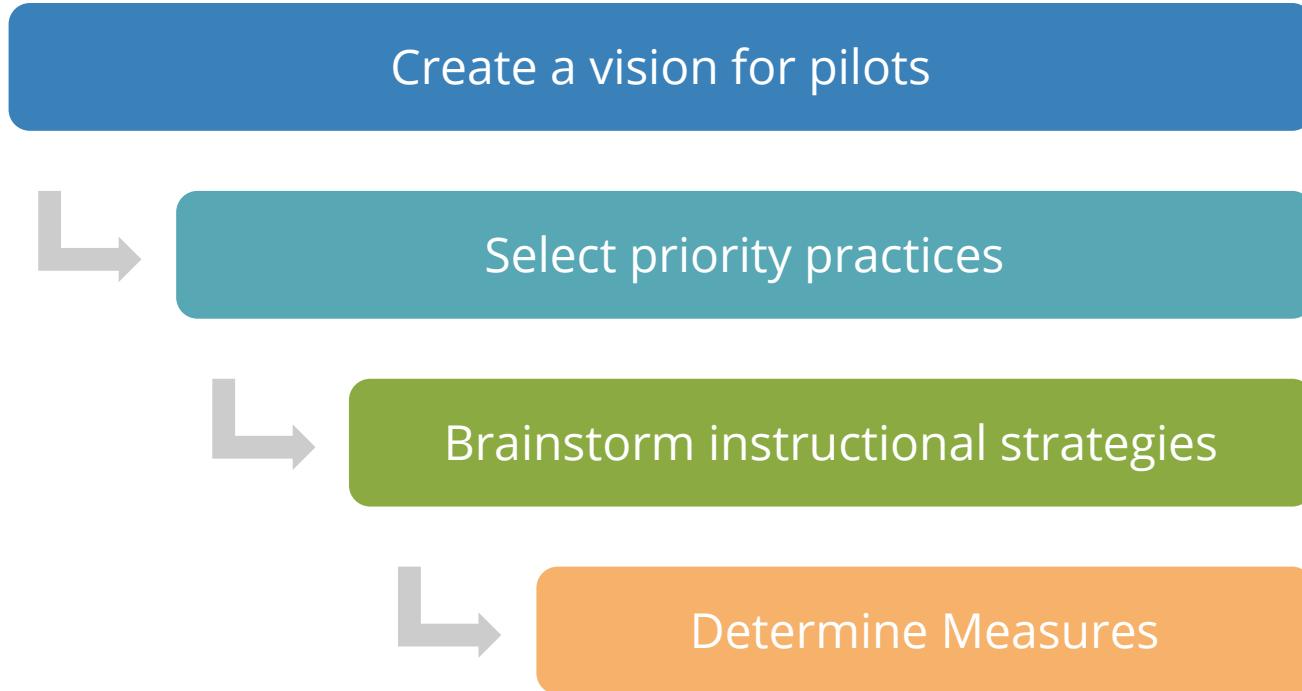 Create a vision for pilots
Select priority practices
Brainstorm instructional strategies
Determine Measures